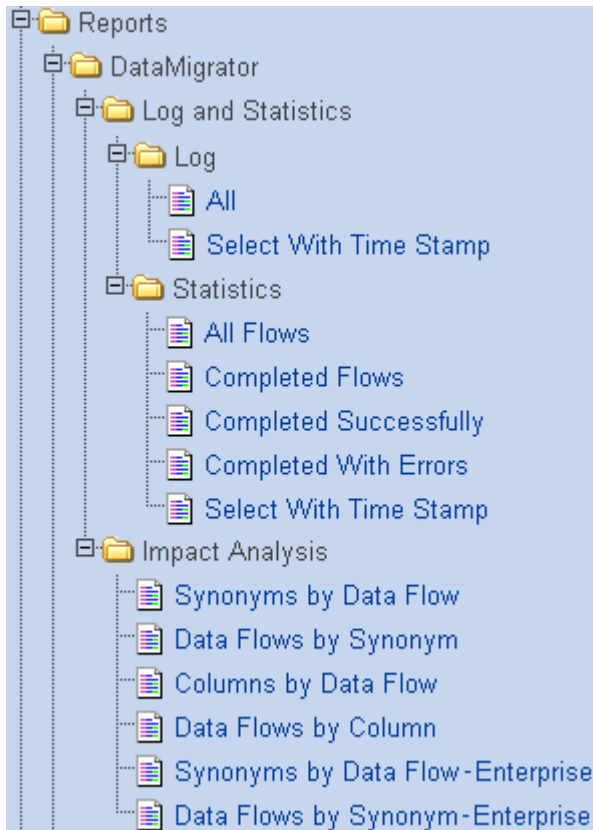 Reports
DataMigrator
Log and Statistics
Log
All
Select With Time Stamp
Statistics
All Flows
Completed Flows
Completed Successfully
Completed With Errors
Select With Time Stamp
Impact Analysis
Synonyms by Data Flow
Data Flows by Synonym
Columns by Data Flow
Data Flows by Column
Synonyms by Data Flow-Enterprise
Data Flows by Synonym-Enterprise